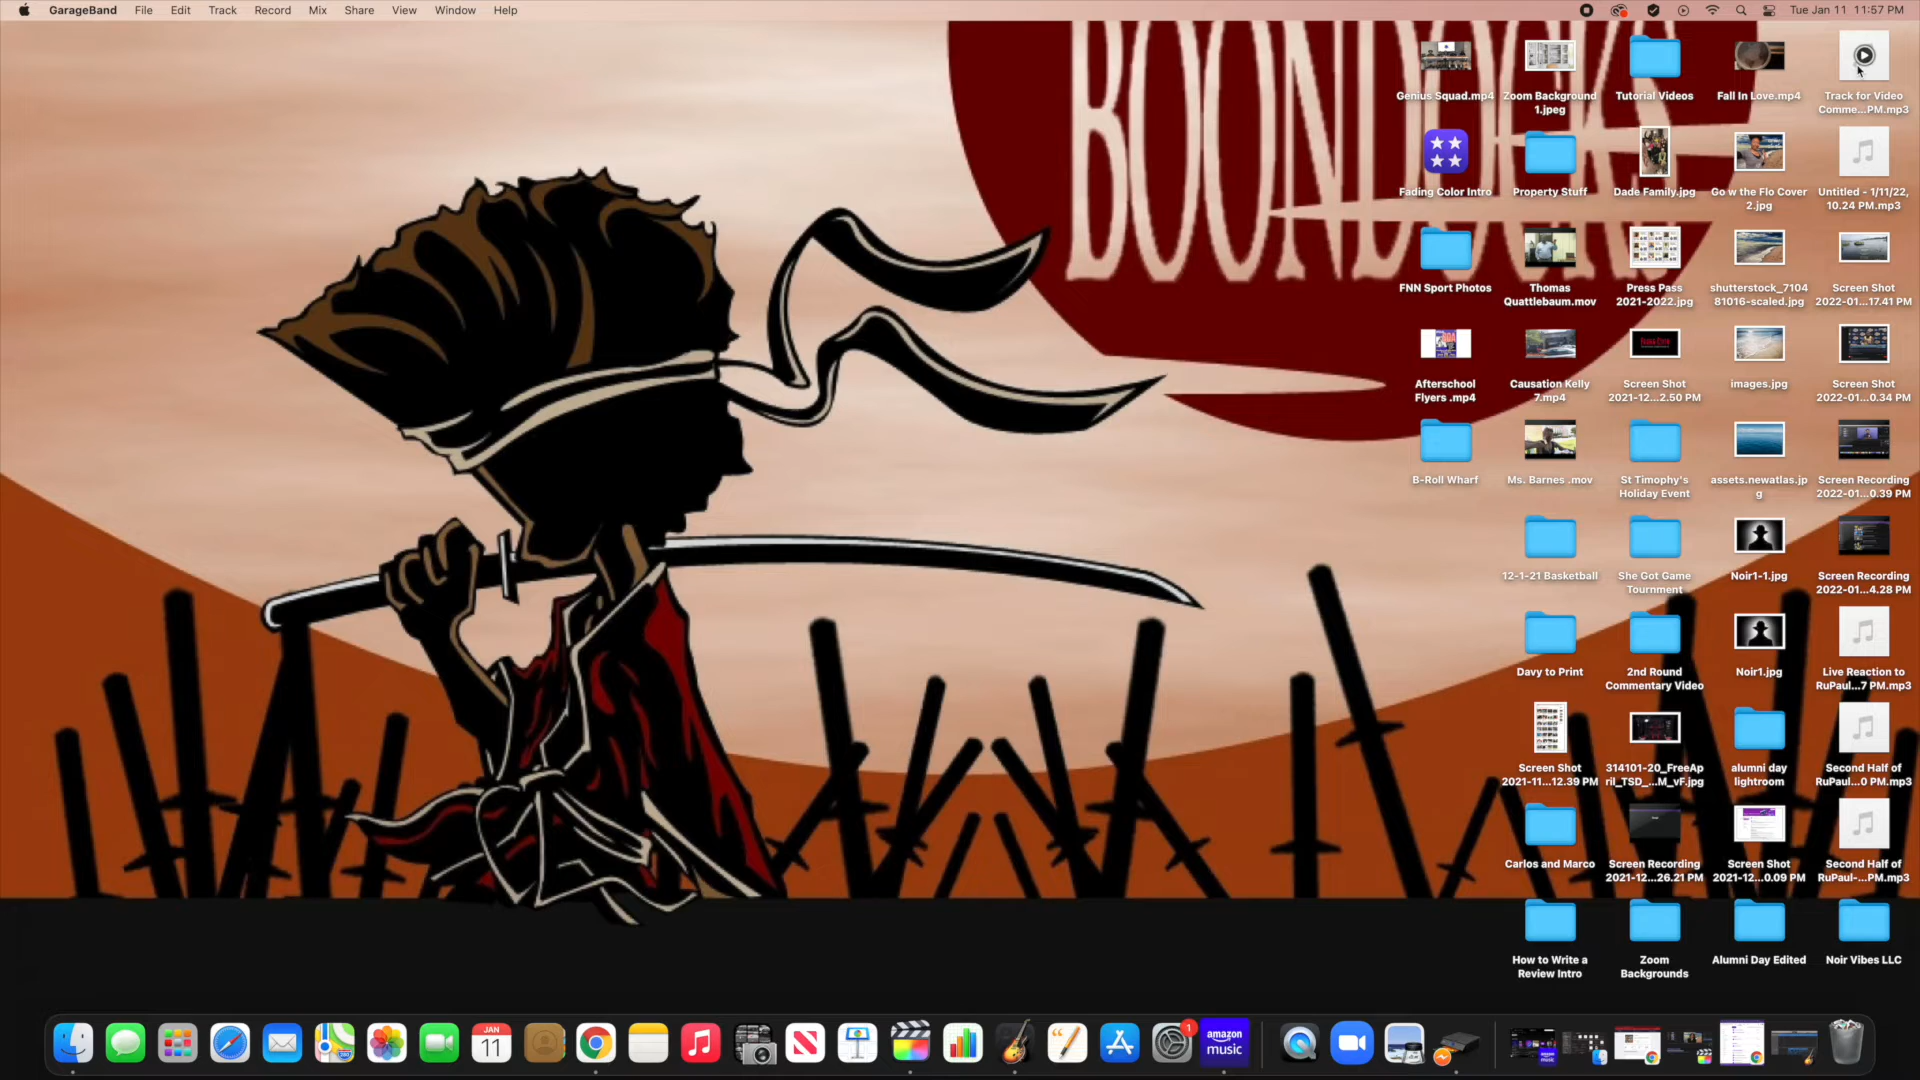 GarageBand File Edit Track Record Mix Share View Window Help
Tue Jan 11 11:57 PM
BOONDOCKS
Genius Squad.mp4
Zoom Background
1.jpeg
Tutorial Videos
Fall In Love.mp4
Track for Video
Comme...PM.mp3
Fading Color Intro
Property Stuff
Dade Family.jpg
Go w the Flo Cover
2.jpg
Untitled - 1/11/22,
10.24 PM.mp3
FNN Sport Photos
Thomas
Quattlebaum.mov
Press Pass
2021-2022.jpg
shutterstock_7104
81016-scaled.jpg
Screen Shot
2022-01...17.41 PM
Afterschool
Flyers .mp4
Causation Kelly
7.mp4
Screen Shot
2021-12...2.50 PM
images.jpg
Screen Shot
2022-01...0.34 PM
B-Roll Wharf
Ms. Barnes .mov
St Timophy's
Holiday Event
assets.newatlas.jp
g
Screen Recording
2022-01...0.39 PM
12-1-21 Basketball
She Got Game
Tournment
Noir1-1.jpg
Screen Recording
2022-01...4.28 PM
Davy to Print
2nd Round
Commentary Video
Noir1.jpg
Live Reaction to
RuPaul...7 PM.mp3
Screen Shot
2021-11...12.39 PM
314101-20_FreeAp
ril_TSD_...M_vF.jpg
alumni day
lightroom
Second Half of
RuPaul...0 PM.mp3
Carlos and Marco
Screen Recording
2021-12...26.21 PM
Screen Shot
2021-12...0.09 PM
Second Half of
RuPaul-...PM.mp3
How to Write a
Review Intro
Zoom
Backgrounds
Alumni Day Edited
Noir Vibes LLC
JAN
11
1
amazon
music